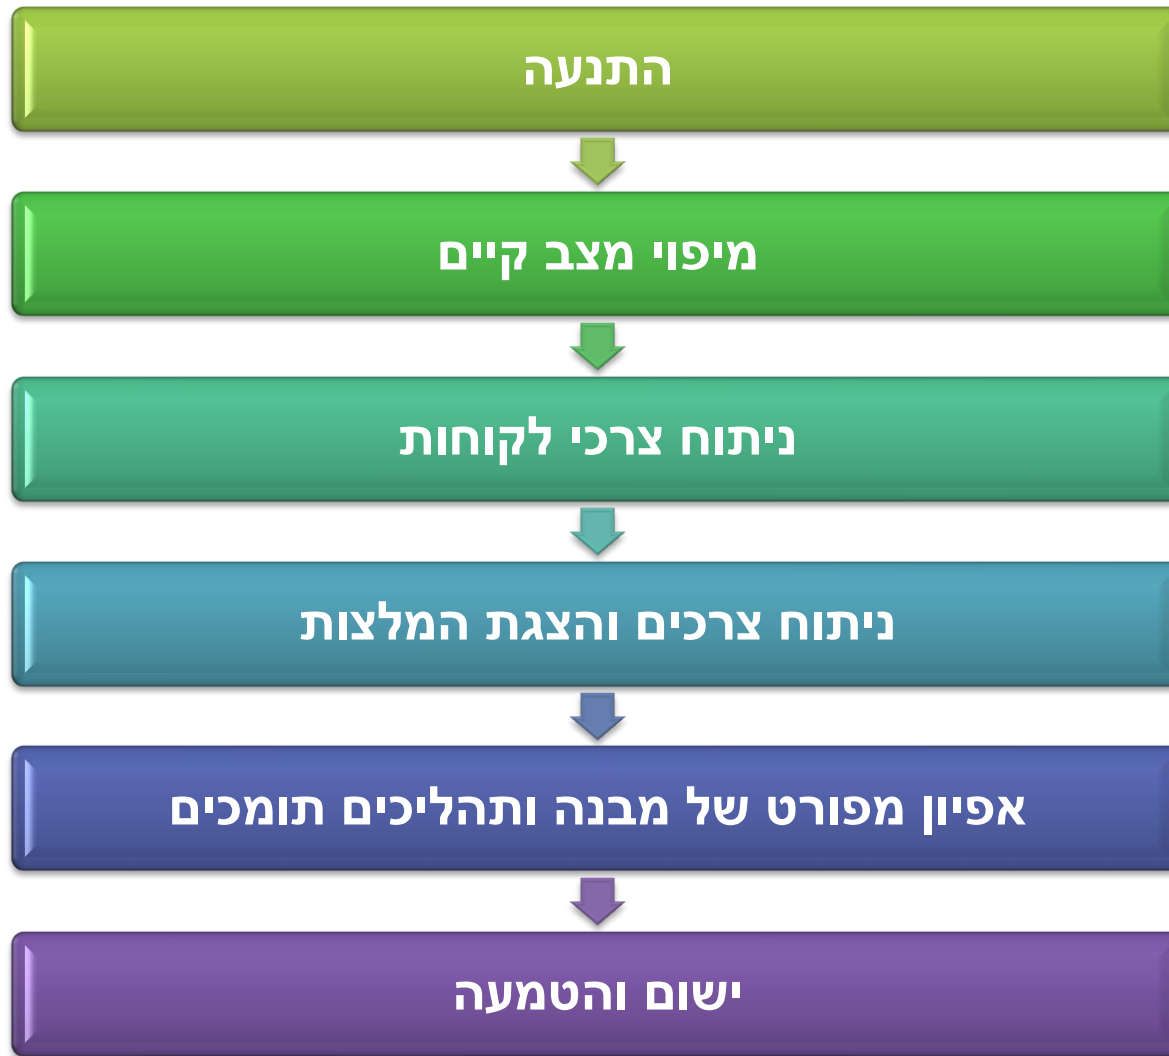 התנעה
מיפוי מצב קיים
ניתוח צרכי לקוחות
ניתוח צרכים והצגת המלצות
אפיון מפורט של מבנה ותהליכים תומכים
ישום והטמעה